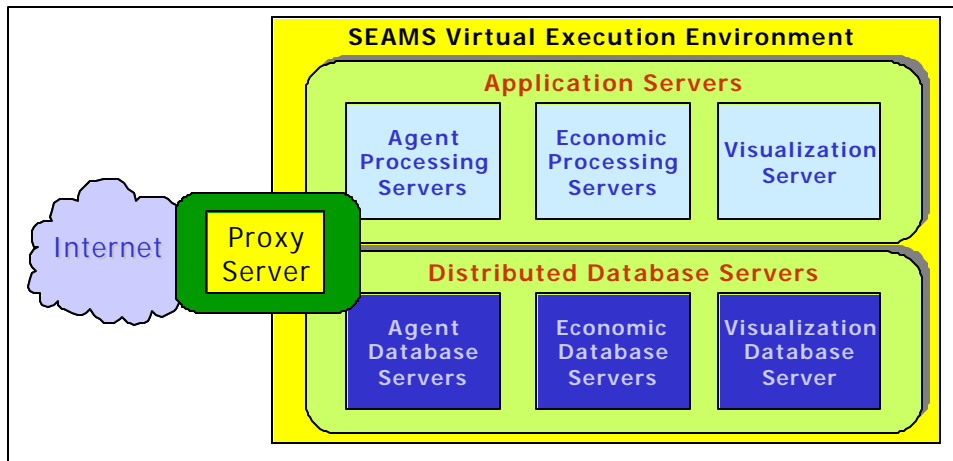 SEAMS Virtual Execution Environment
Application Servers
Agent
Processing
Servers
Economic
Processing
Servers
Visualization
Server
Internet
Proxy
Server
Distributed Database Servers
Agent
Database
Servers
Economic
Database
Servers
Visualization
Database
Server